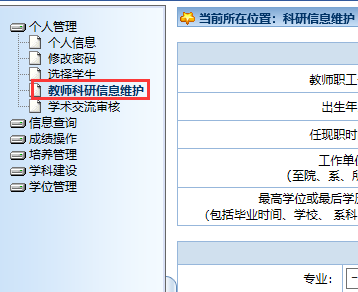 个人管理
个人信息
修改密码
选择学生
教师科研信息维护
学术交流审核
信息查询
成绩操作
培养管理
学科建设
学位管理
当前所在位置：科研信息维护
教师职工
出生年
任现职时
工作单
（至院、系、所
最高学位或最后学历
（包括毕业时间、学校、系科
专业：